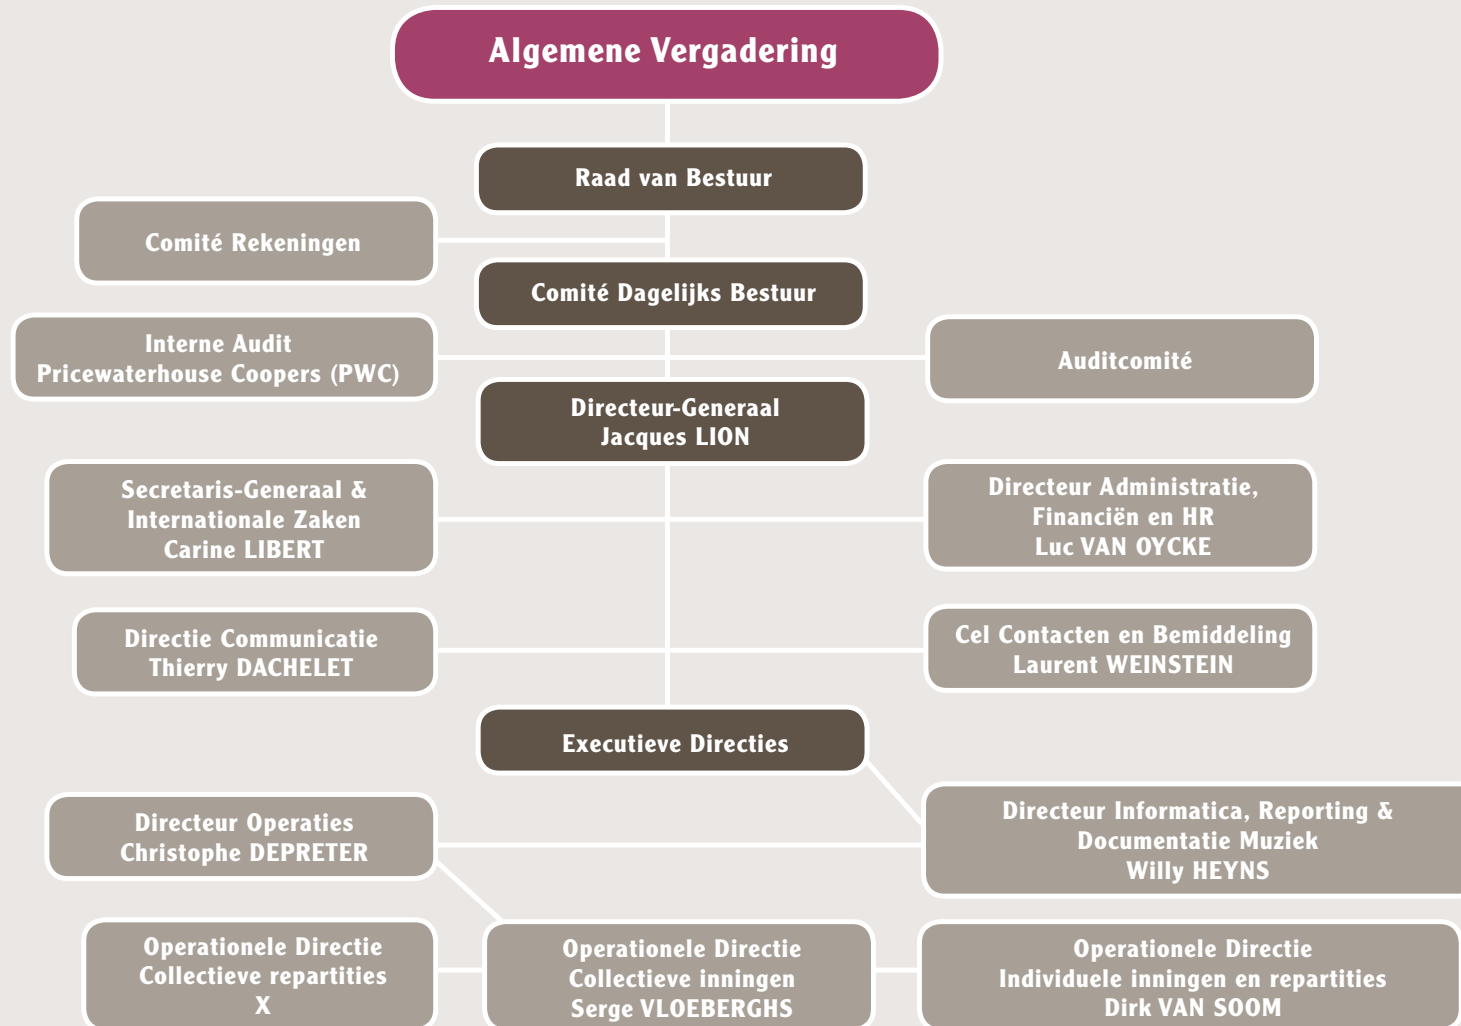 Algemene Vergadering
Raad van Bestuur
Comité Rekeningen
Comité Dagelijks Bestuur
Interne Audit
Pricewaterhouse Coopers (PWC)
Auditcomité
Directeur-Generaal
Jacques LION
Secretaris-Generaal &
Internationale Zaken
Carine LIBERT
Directeur Administratie,
Financiën en HR
Luc VAN OYCKE
Directie Communicatie
Thierry DACHELET
Cel Contacten en Bemiddeling
Laurent WEINSTEIN
Executieve Directies
Directeur Operaties
Christophe DEPRETER
Directeur Informatica, Reporting &
Documentatie Muziek
Willy HEYNS
Operationele Directie
Collectieve repartities
X
Operationele Directie
Collectieve inningen
Serge VLOEBERGHS
Operationele Directie
Individuele inningen en repartities
Dirk VAN SOOM